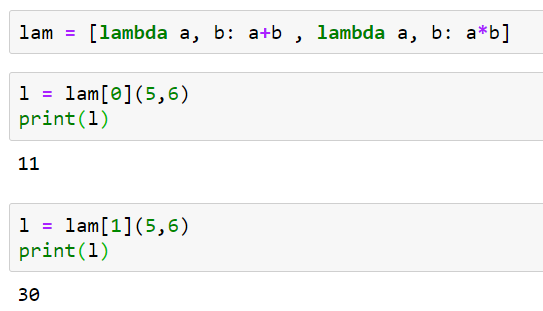 lam = [lambda a, b: a+b , lambda a, b: a*b]
l = lam[0](5,6)
print(l)
11
l = lam[1](5,6)
print(l)
30